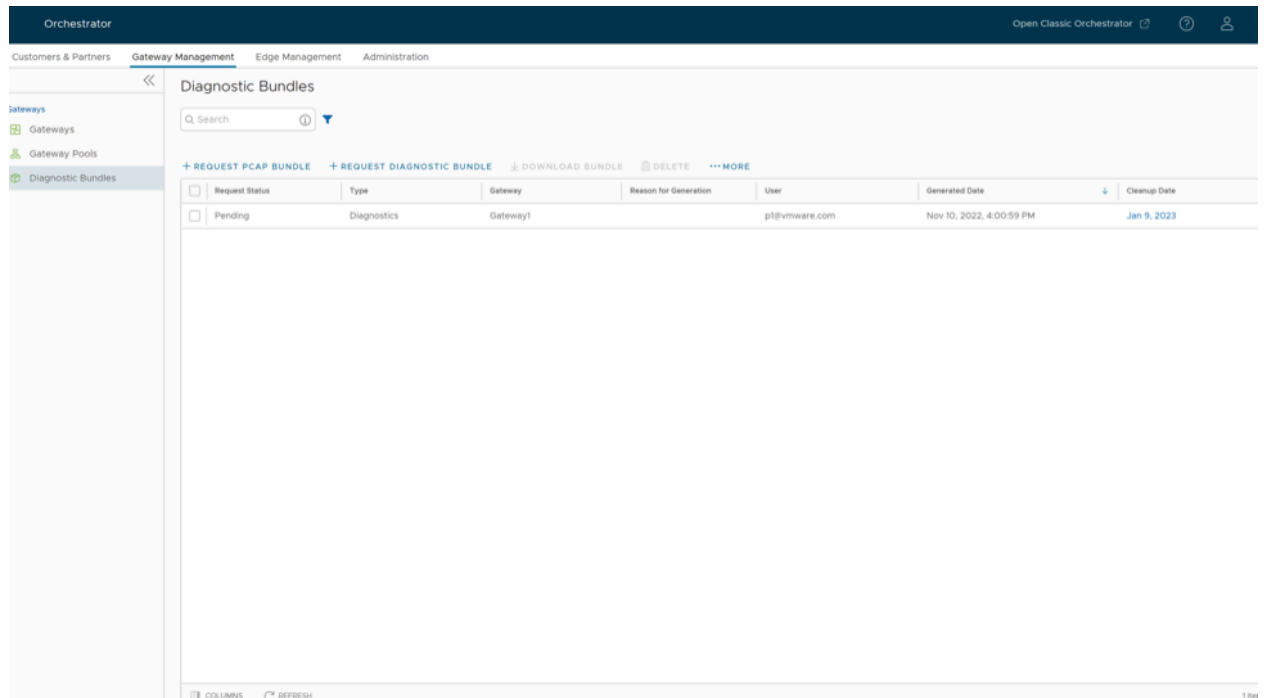 Orchestrator
Open Classic Orchestrator
Customers & Partners Gateway Management Edge Management Administration
Diagnostic Bundles
Search
Gateways
Gateways
Gateway Pools
Diagnostic Bundles
+ REQUEST PCAP BUNDLE + REQUEST DIAGNOSTIC BUNDLE DOWNLOAD BUNDLE DELETE ···MORE
Request Status Type Gateway Reason for Generation User Generated Date Cleanup Date
Pending Diagnostics Gateway1 p1@vmware.com Nov 10, 2022, 4:00:59 PM Jan 9, 2023
COLUMNS REFRESH